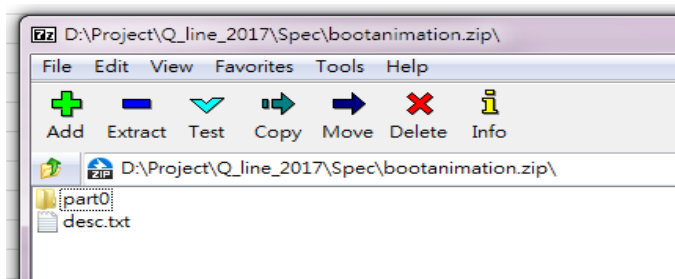 7z D:\Project\Q_line_2017\Spec\bootanimation.zip\
File Edit View Favorites Tools Help
Add Extract Test Copy Move Delete Info
ZIP D:\Project\Q_line_2017\Spec\bootanimation.zip\
part0
desc.txt